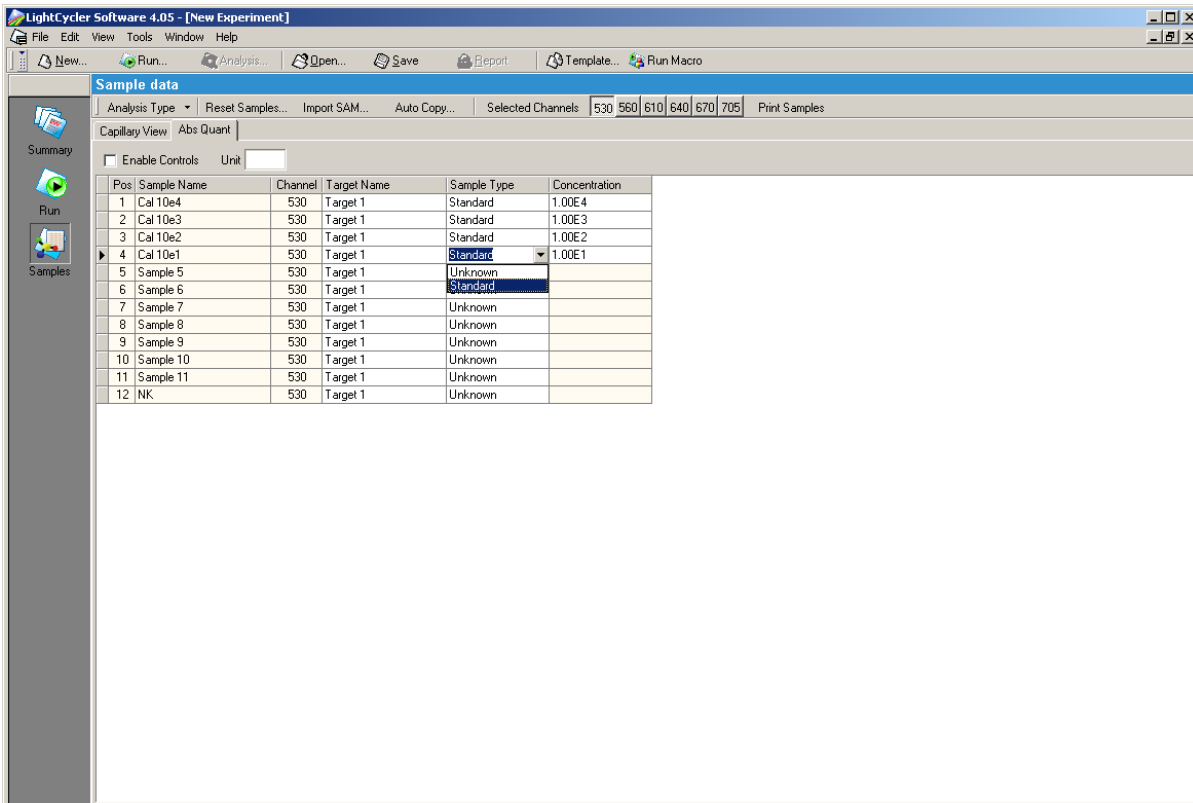 LightCycler Software 4.05 - [New Experiment]
File Edit View Tools Window Help
New... Run... Analysis... Open... Save Report Template... Run Macro
Sample data
Analysis Type Reset Samples... Import SAM... Auto Copy... Selected Channels 530 560 610 640 670 705 Print Samples
Capillary View Abs Quant
Summary
Run
Samples
Enable Controls Unit
Pos Sample Name Channel Target Name Sample Type Concentration
1 Cal 10e4 530 Target 1 Standard 1.00E4
2 Cal 10e3 530 Target 1 Standard 1.00E3
3 Cal 10e2 530 Target 1 Standard 1.00E2
4 Cal 10e1 530 Target 1 Standard 1.00E1
5 Sample 5 530 Target 1 Unknown
6 Sample 6 530 Target 1 Standard
7 Sample 7 530 Target 1 Unknown
8 Sample 8 530 Target 1 Unknown
9 Sample 9 530 Target 1 Unknown
10 Sample 10 530 Target 1 Unknown
11 Sample 11 530 Target 1 Unknown
12 NK 530 Target 1 Unknown